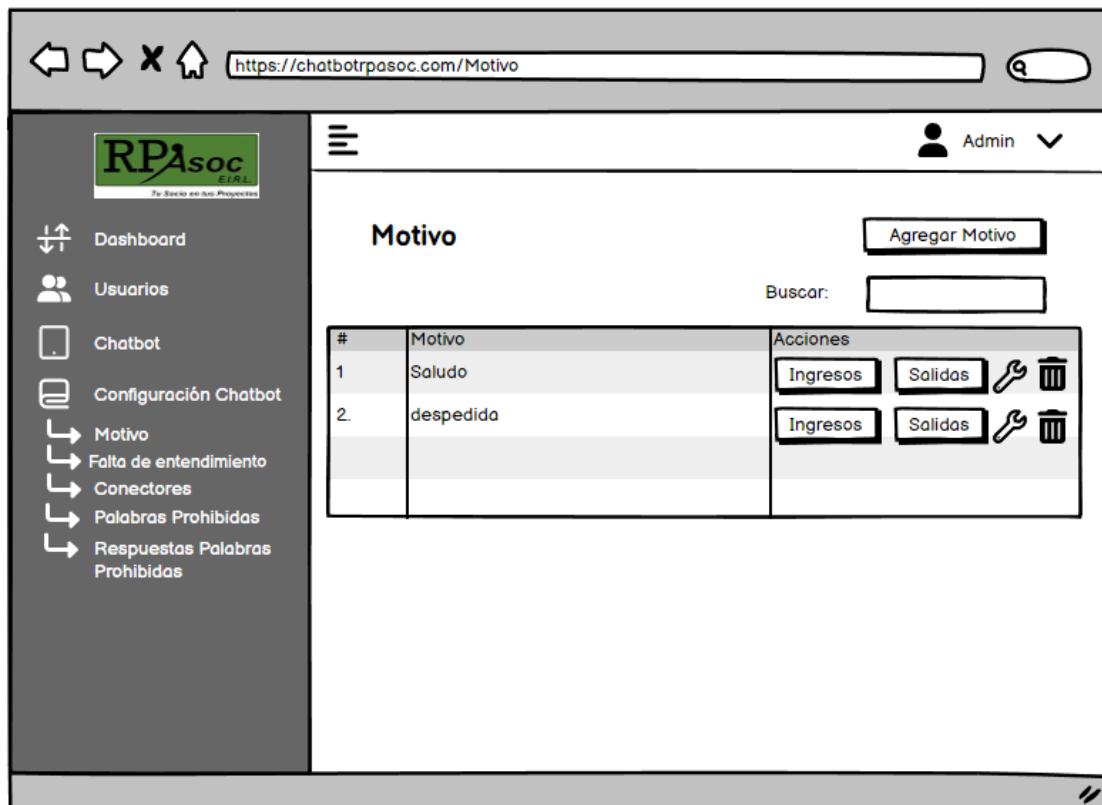 https://chatbotrpasoc.com/Motivo
RPAsoc
E.I.R.L.
Tu Socio en tus Proyectos
Admin
Dashboard
Usuarios
Chatbot
Configuración Chatbot
Motivo
Falta de entendimiento
Conectores
Palabras Prohibidas
Respuestas Palabras
Prohibidas
Motivo
Agregar Motivo
Buscar:
# Motivo Acciones
1 Saludo Ingresos Salidas
2. despedida Ingresos Salidas